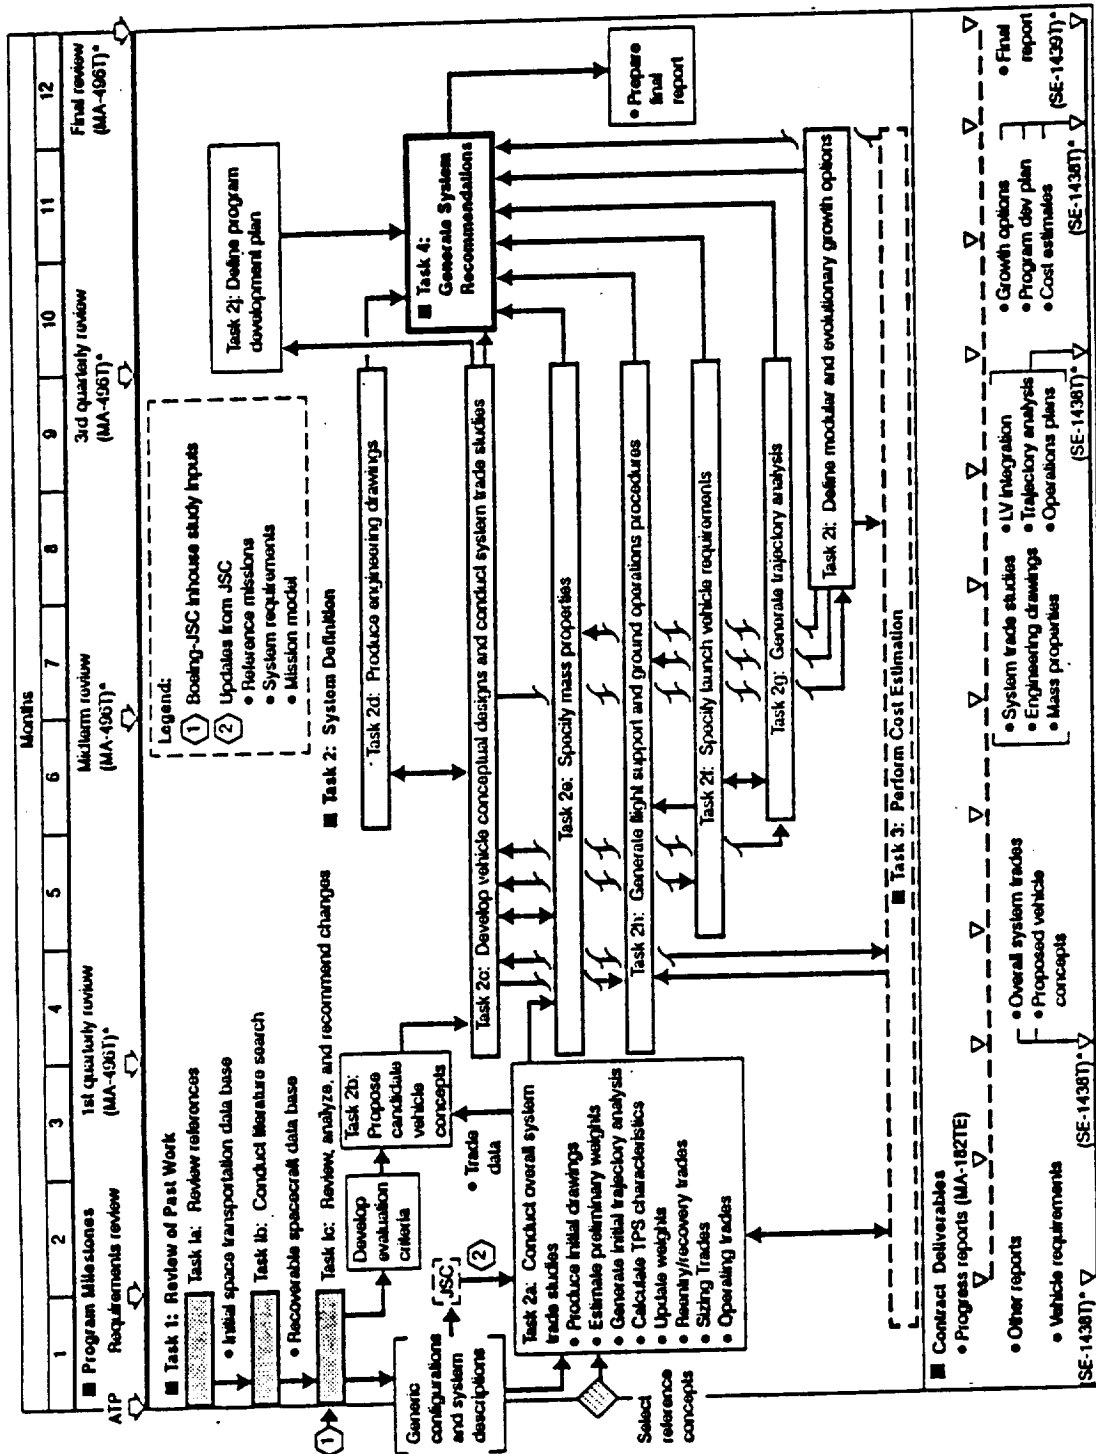 Months
1 2 3 4 5 6 7 8 9 10 11 12
■ Program Milestones
ATP
Requirements review
1st quarterly review
(MA-496T)*
Midterm review
(MA-496T)*
3rd quarterly review
(MA-496T)*
Final review
(MA-496T)*
■ Task 1: Review of Past Work
Task 1a: Review references
• Initial space transportation data base
Task 1b: Conduct literature search
• Recoverable spacecraft data base
Task 1c: Review, analyze, and recommend changes
1
Legend:
1 Boeing-JSC inhouse study inputs
2 Updates from JSC
• Reference missions
• System requirements
• Mission model
Generic
configurations
and system
descriptions
JSC
2
Develop
evaluation
criteria
Task 2b:
Propose
candidate
vehicle
concepts
• Trade
data
Select
reference
concepts
Task 2a: Conduct overall system
trade studies
• Produce initial drawings
• Estimate preliminary weights
• Generate initial trajectory analysis
• Calculate TPS characteristics
• Update weights
• Reentry/recovery trades
• Sizing Trades
• Operating trades
■ Task 2: System Definition
Task 2d: Produce engineering drawings
Task 2c: Develop vehicle conceptual designs and conduct system trade studies
Task 2e: Specify mass properties
Task 2h: Generate flight support and ground operations procedures
Task 2f: Specify launch vehicle requirements
Task 2g: Generate trajectory analysis
Task 2i: Define modular and evolutionary growth options
Task 2j: Define program
development plan
■ Task 4:
Generate System
Recommendations
• Prepare
final
report
■ Task 3: Perform Cost Estimation
■ Contract Deliverables
• Progress reports (MA-182TE)
• Other reports
• Vehicle requirements
(SE-1438T)*
• Overall system trades
• Proposed vehicle
concepts
(SE-1438T)*
• System trade studies
• Engineering drawings
• Mass properties
• LV integration
• Trajectory analysis
• Operations plans
(SE-1438T)*
• Growth options
• Program dev plan
• Cost estimates
(SE-1438T)*
• Final
report
(SE-1439T)*